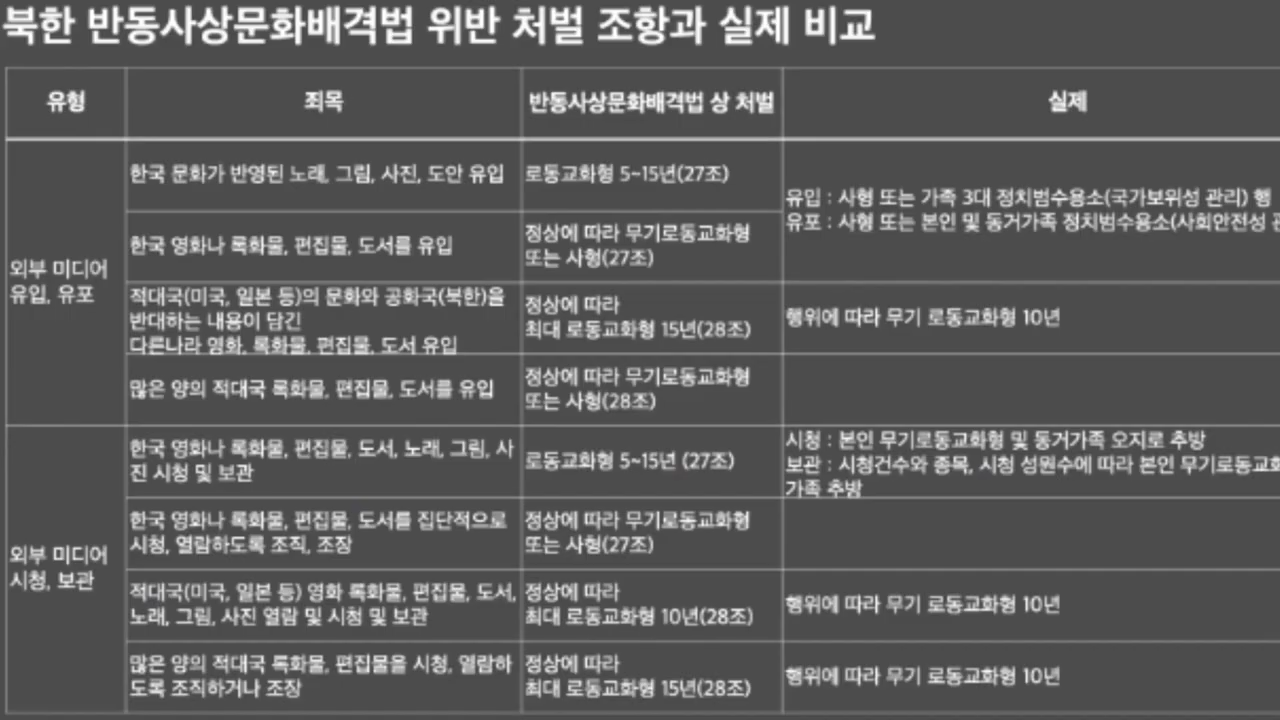 북한 반동사상문화배격법 위반 처벌 조항과 실제 비교
유형
죄목
반동사상문화배격법 상 처벌
실제
외부 미디어
유입, 유포
한국 문화가 반영된 노래, 그림, 사진, 도안 유입
로동교화형 5~15년(27조)
유입 : 사형 또는 가족 3대 정치범수용소(국가보위성 관리) 행
유포 : 사형 또는 본인 및 동거가족 정치범수용소(사회안전성
한국 영화나 록화물, 편집물, 도서를 유입
정상에 따라 무기로동교화형
또는 사형(27조)
적대국(미국, 일본 등)의 문화와 공화국(북한)을
반대하는 내용이 담긴
다른나라 영화, 록화물, 편집물, 도서 유입
정상에 따라
최대 로동교화형 15년(28조)
행위에 따라 무기 로동교화형 10년
많은 양의 적대국 록화물, 편집물, 도서를 유입
정상에 따라 무기로동교화형
또는 사형(28조)
외부 미디어
시청, 보관
한국 영화나 록화물, 편집물, 도서, 노래, 그림, 사
진 시청 및 보관
로동교화형 5~15년 (27조)
시청 : 본인 무기로동교화형 및 동거가족 오지로 추방
보관 : 시청건수와 종목, 시청 성원수에 따라 본인 무기로동교화
가족 추방
한국 영화나 록화물, 편집물, 도서를 집단적으로
시청, 열람하도록 조직, 조장
정상에 따라 무기로동교화형
또는 사형(27조)
적대국(미국, 일본 등) 영화 록화물, 편집물, 도서,
노래, 그림, 사진 열람 및 시청 및 보관
정상에 따라
최대 로동교화형 10년(28조)
행위에 따라 무기 로동교화형 10년
많은 양의 적대국 록화물, 편집물을 시청, 열람하
도록 조직하거나 조장
정상에 따라
최대 로동교화형 15년(28조)
행위에 따라 무기 로동교화형 10년